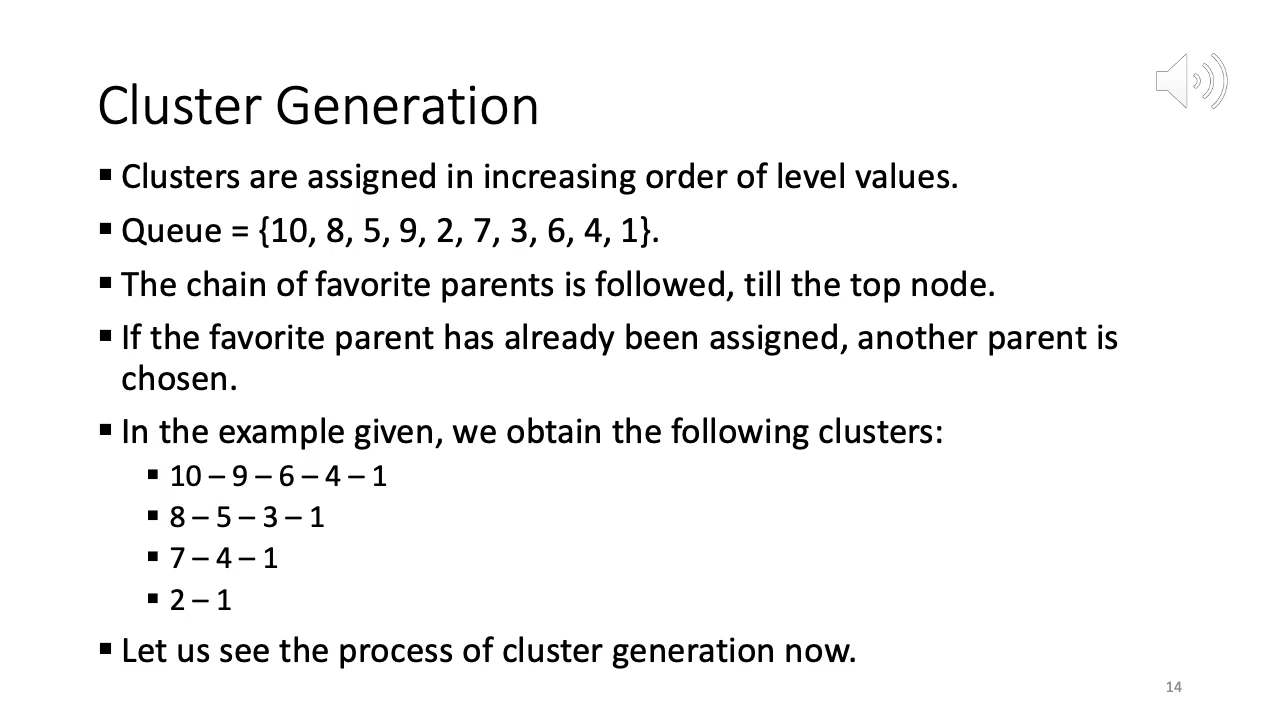 Cluster Generation
▪ Clusters are assigned in increasing order of level values.
▪ Queue = {10, 8, 5, 9, 2, 7, 3, 6, 4, 1}.
▪ The chain of favorite parents is followed, till the top node.
▪ If the favorite parent has already been assigned, another parent is
chosen.
▪ In the example given, we obtain the following clusters:
▪ 10 – 9 – 6 – 4 – 1
▪ 8 – 5 – 3 – 1
▪ 7 – 4 – 1
▪ 2 – 1
▪ Let us see the process of cluster generation now.
14